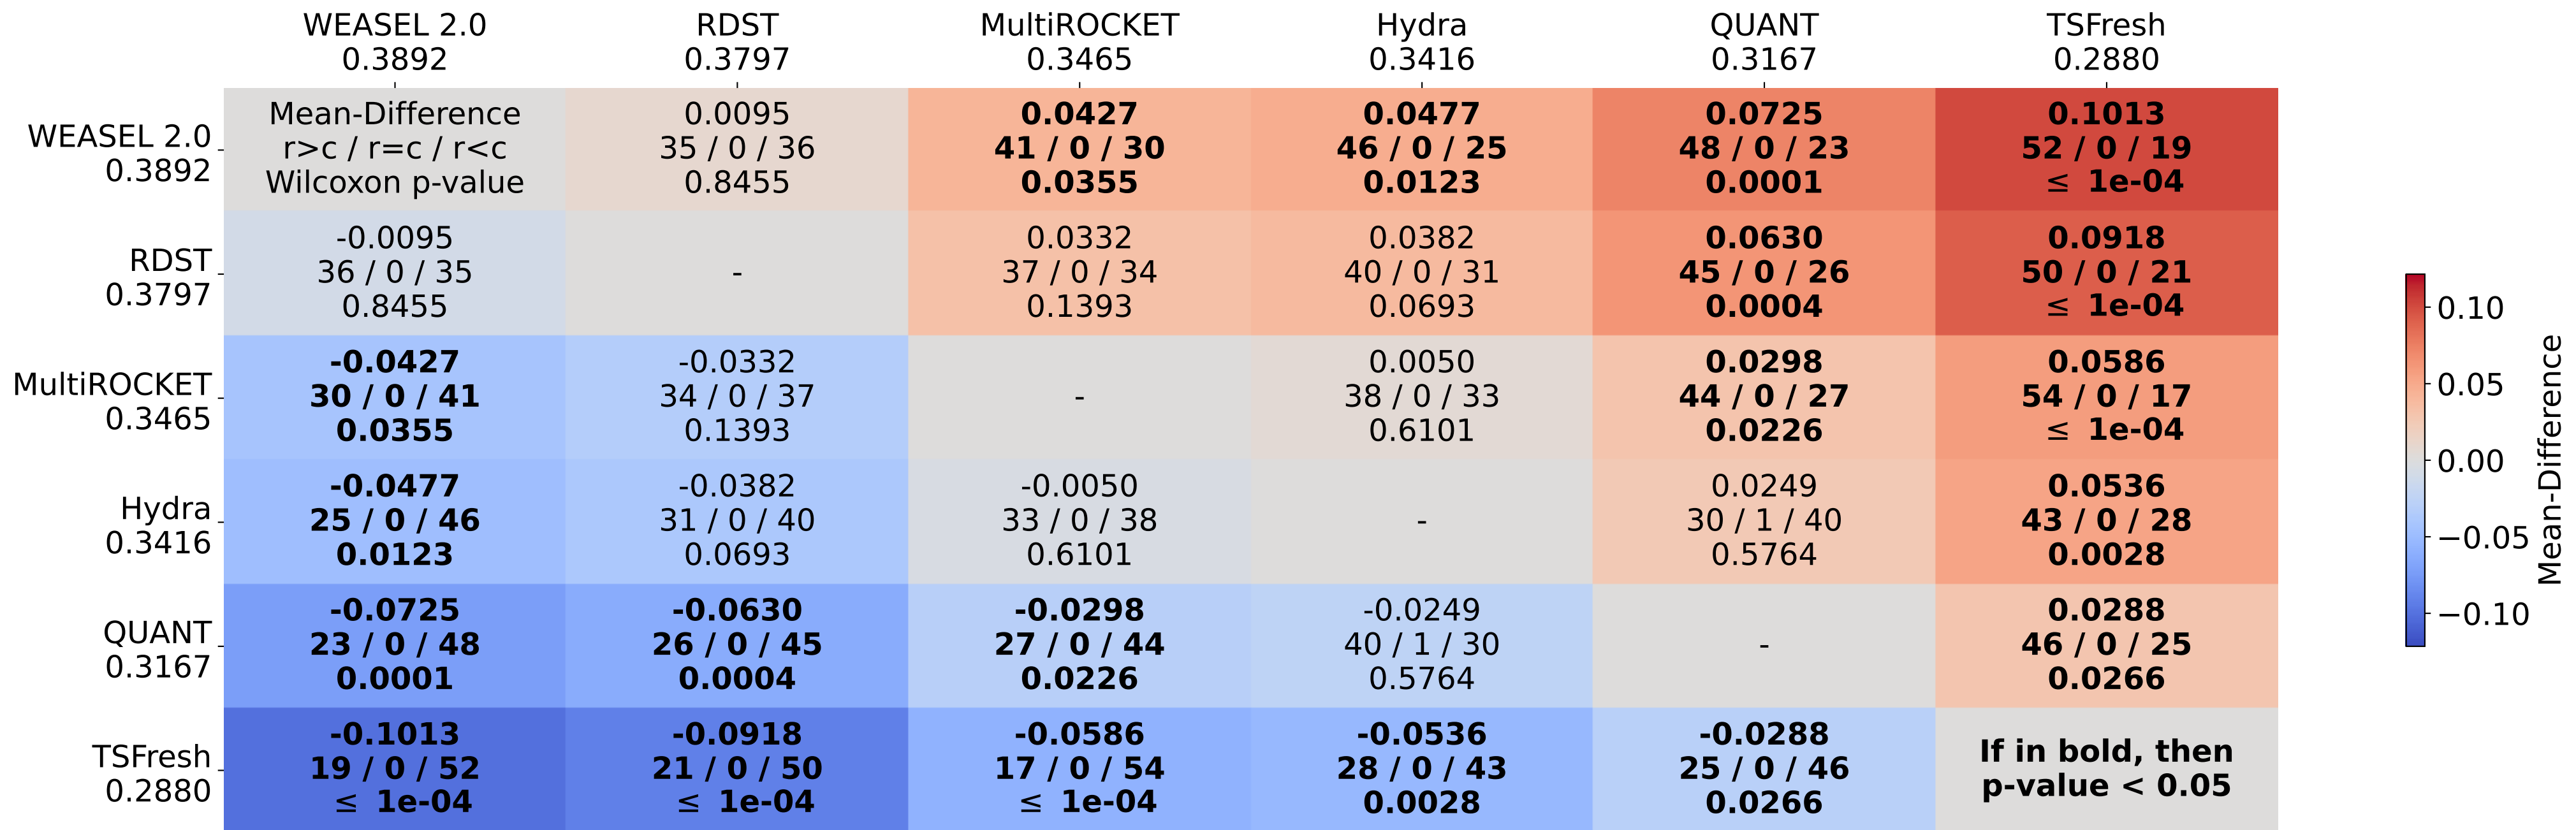 WEASEL 2.0
0.3892
RDST
0.3797
MultiROCKET
0.3465
Hydra
0.3416
QUANT
0.3167
TSFresh
0.2880
WEASEL 2.0
0.3892
Mean-Difference
r>c / r=c / r<c
Wilcoxon p-value
0.0095
35 / 0 / 36
0.8455
0.0427
41 / 0 / 30
0.0355
0.0477
46 / 0 / 25
0.0123
0.0725
48 / 0 / 23
0.0001
0.1013
52 / 0 / 19
≤ 1e-04
RDST
0.3797
-0.0095
36 / 0 / 35
0.8455
-
0.0332
37 / 0 / 34
0.1393
0.0382
40 / 0 / 31
0.0693
0.0630
45 / 0 / 26
0.0004
0.0918
50 / 0 / 21
≤ 1e-04
MultiROCKET
0.3465
-0.0427
30 / 0 / 41
0.0355
-0.0332
34 / 0 / 37
0.1393
-
0.0050
38 / 0 / 33
0.6101
0.0298
44 / 0 / 27
0.0226
0.0586
54 / 0 / 17
≤ 1e-04
Hydra
0.3416
-0.0477
25 / 0 / 46
0.0123
-0.0382
31 / 0 / 40
0.0693
-0.0050
33 / 0 / 38
0.6101
-
0.0249
30 / 1 / 40
0.5764
0.0536
43 / 0 / 28
0.0028
QUANT
0.3167
-0.0725
23 / 0 / 48
0.0001
-0.0630
26 / 0 / 45
0.0004
-0.0298
27 / 0 / 44
0.0226
-0.0249
40 / 1 / 30
0.5764
-
0.0288
46 / 0 / 25
0.0266
TSFresh
0.2880
-0.1013
19 / 0 / 52
≤ 1e-04
-0.0918
21 / 0 / 50
≤ 1e-04
-0.0586
17 / 0 / 54
≤ 1e-04
-0.0536
28 / 0 / 43
0.0028
-0.0288
25 / 0 / 46
0.0266
If in bold, then
p-value < 0.05
0.10
0.05
0.00
−0.05
−0.10
Mean-Difference